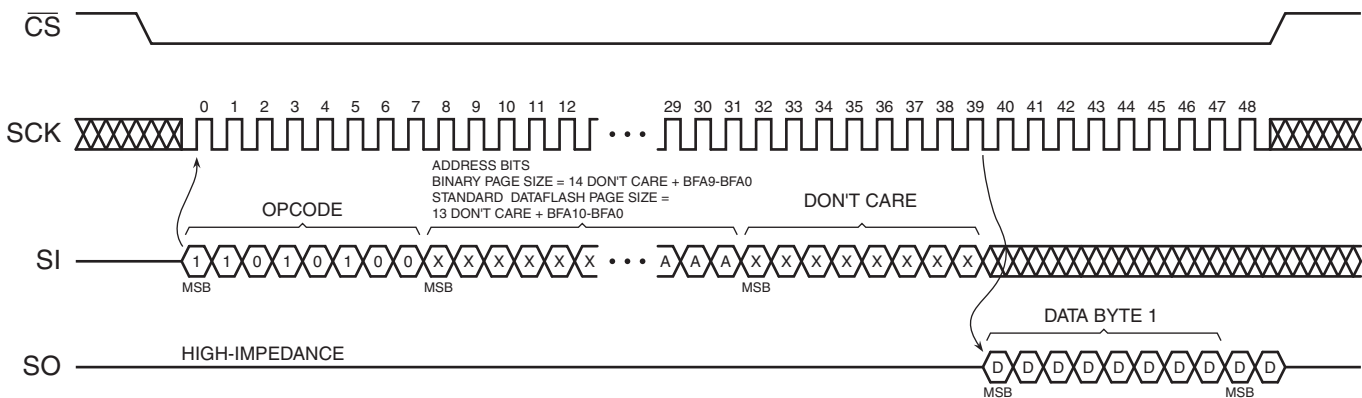 CS
0 1 2 3 4 5 6 7 8 9 10 11 12 29 30 31 32 33 34 35 36 37 38 39 40 41 42 43 44 45 46 47 48
SCK
ADDRESS BITS
BINARY PAGE SIZE = 14 DON'T CARE + BFA9-BFA0
STANDARD DATAFLASH PAGE SIZE =
13 DON'T CARE + BFA10-BFA0
OPCODE
DON'T CARE
SI
1 1 0 1 0 1 0 0 X X X X X X • • • A A A X X X X X X X X
MSB MSB MSB
DATA BYTE 1
SO
HIGH-IMPEDANCE
D D D D D D D D D D
MSB MSB